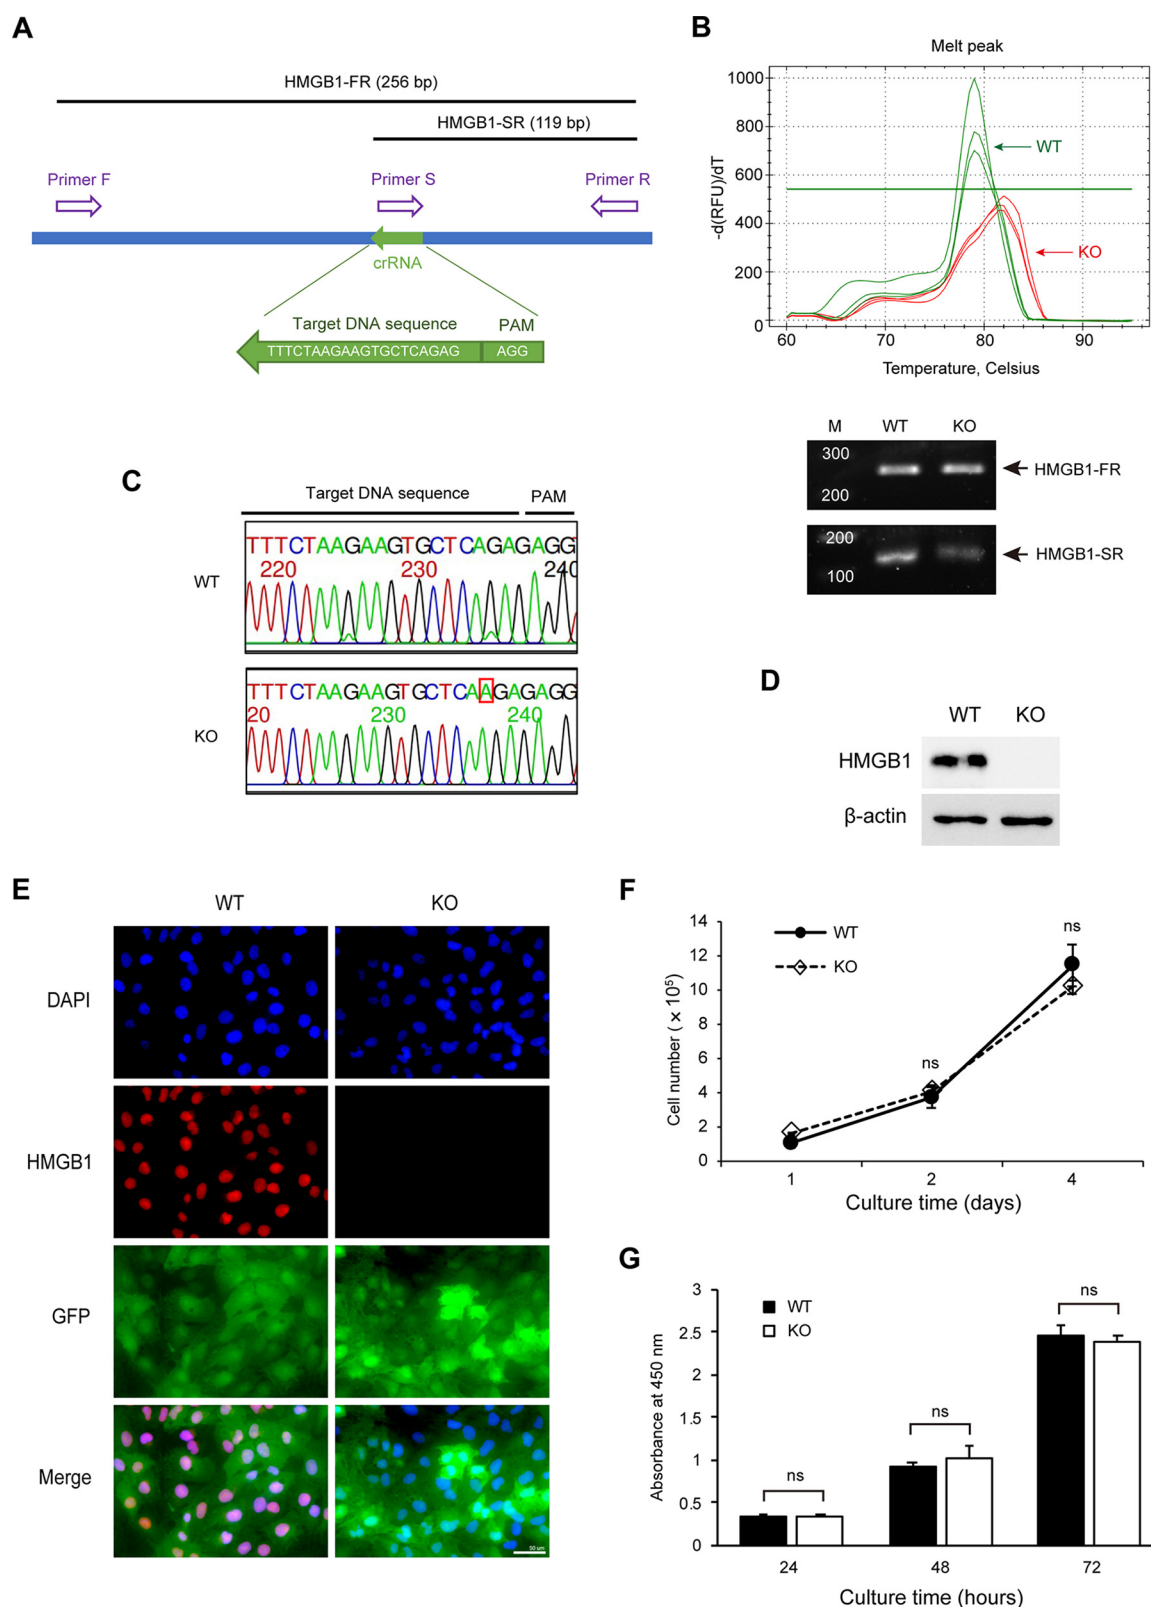 A
HMGB1-FR (256 bp)
HMGB1-SR (119 bp)
Primer F
Primer S
Primer R
crRNA
Target DNA sequence
PAM
TTTCTAAGAAGTGCTCAGAG
AGG
B
Melt peak
-d(RFU)/dT
1000
800
600
400
200
0
WT
KO
60
70
80
90
Temperature, Celsius
M
WT
KO
300
200
HMGB1-FR
200
100
HMGB1-SR
C
Target DNA sequence
PAM
WT
TTTCTAAGAAGTGCTCAGAGAGG
220
230
240
KO
TTTCTAAGAAGTGCTCAAGAGAGG
20
230
240
D
WT
KO
HMGB1
β-actin
E
WT
KO
DAPI
HMGB1
GFP
Merge
50 um
F
Cell number ( × 10⁵)
14
12
10
8
6
4
2
0
WT
KO
ns
ns
1
2
4
Culture time (days)
G
Absorbance at 450 nm
3
2.5
2
1.5
1
0.5
0
WT
KO
ns
ns
ns
24
48
72
Culture time (hours)